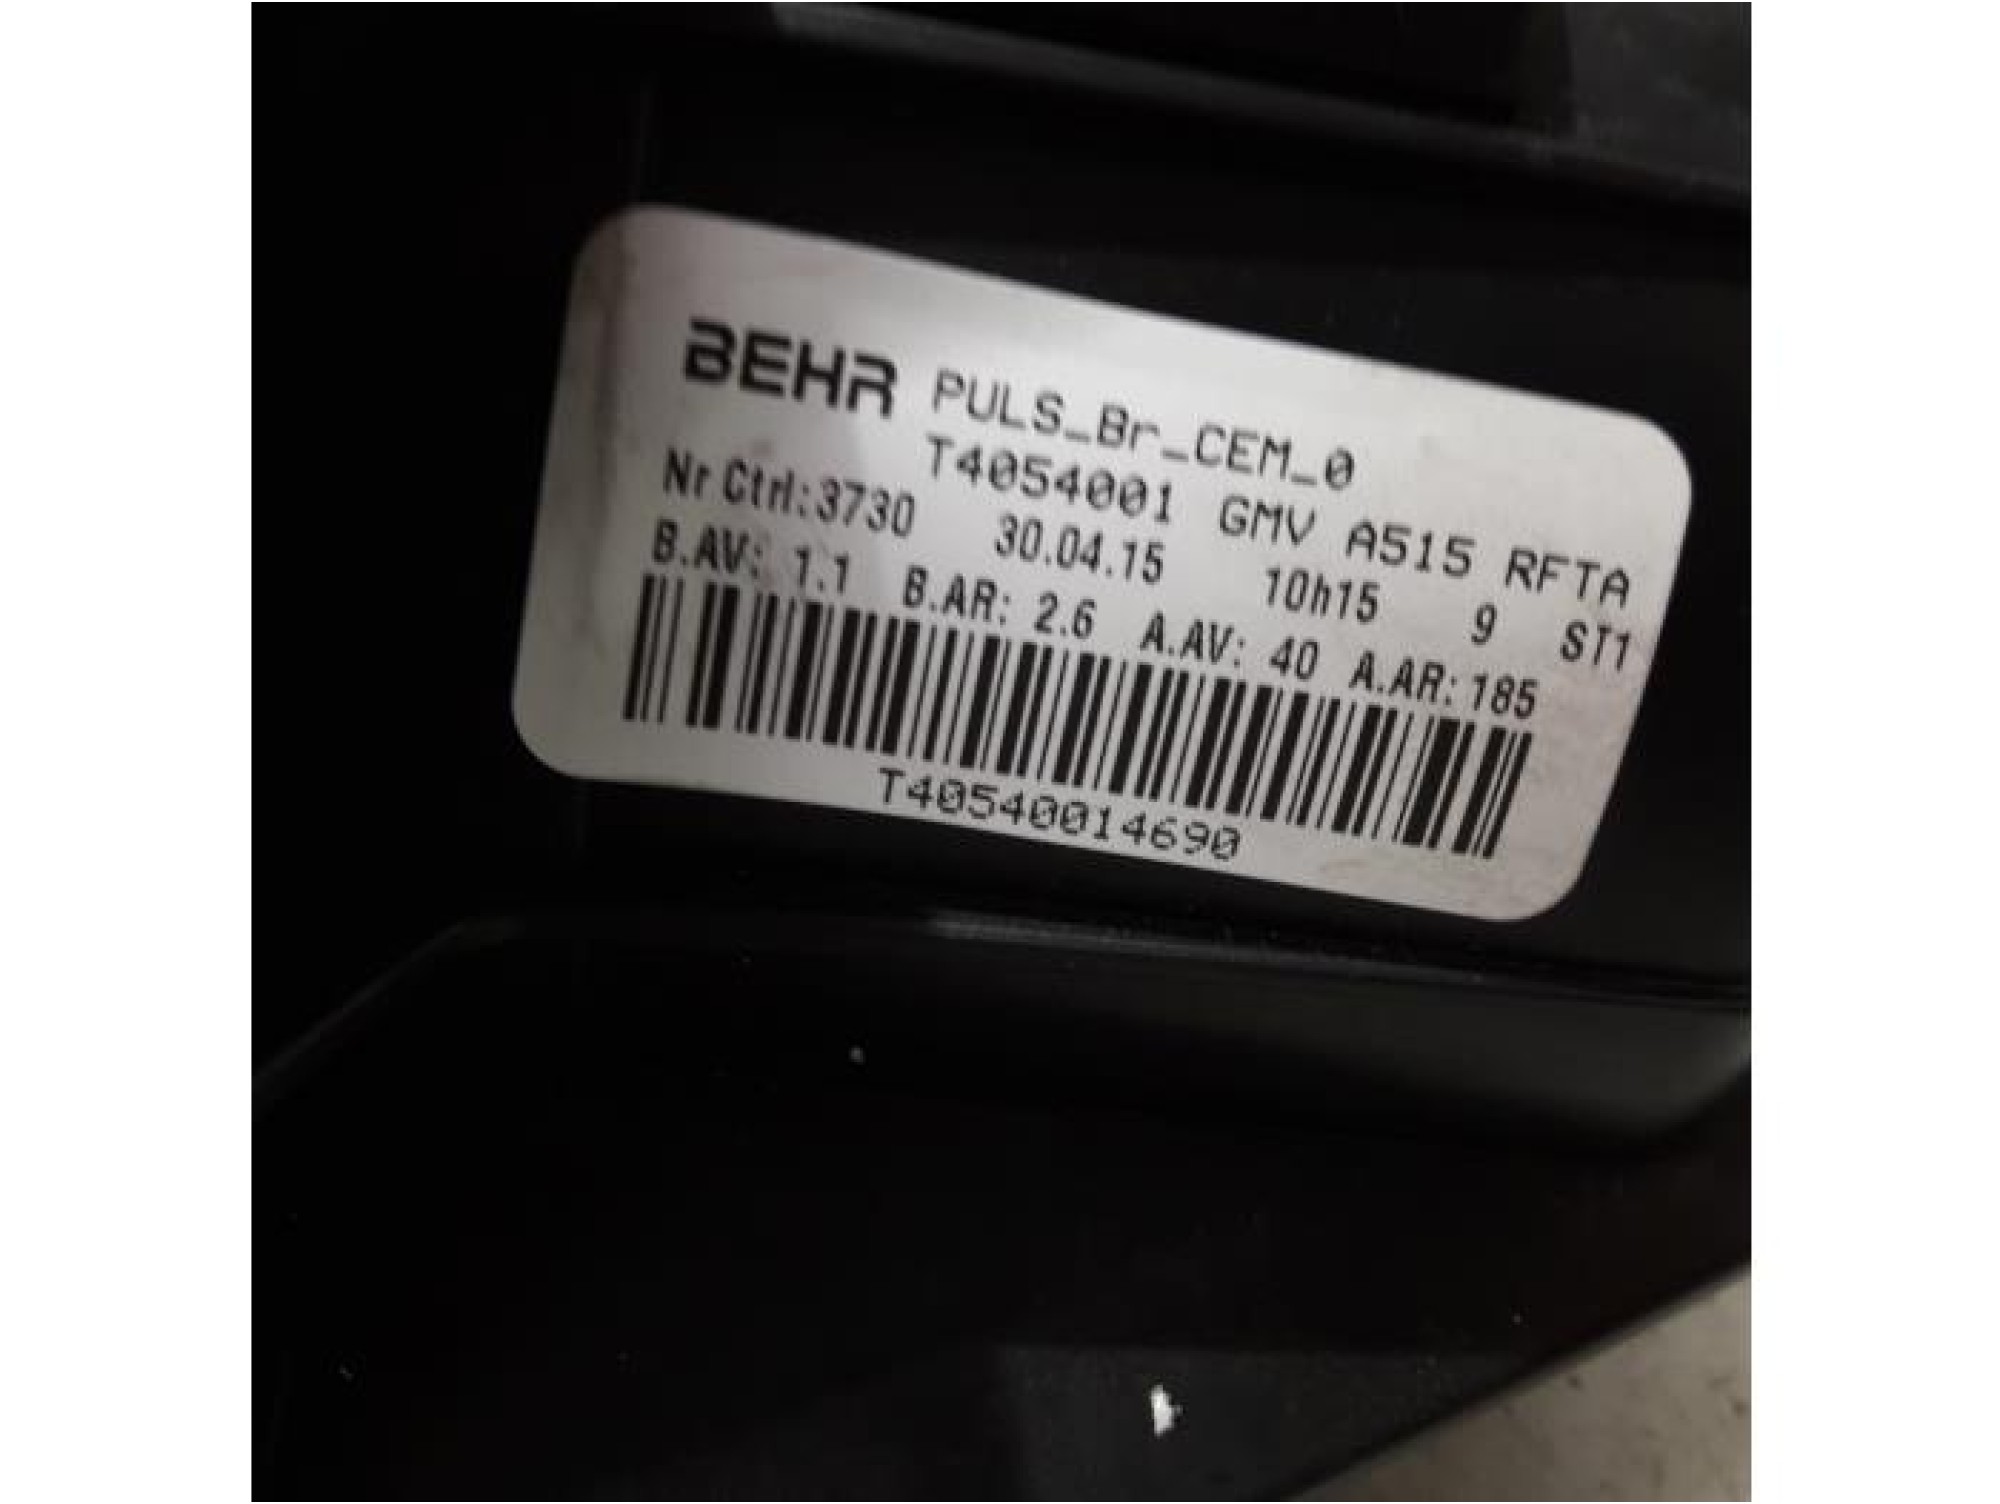 BEHR PULS_Br_CEM_0
T4054001 GMV A515 RFTA
Nr Ctrl:3730 30.04.15 10h15 9 ST1
B.AV: 1.1 B.AR: 2.6 A.AV: 40 A.AR: 185
T40540014690